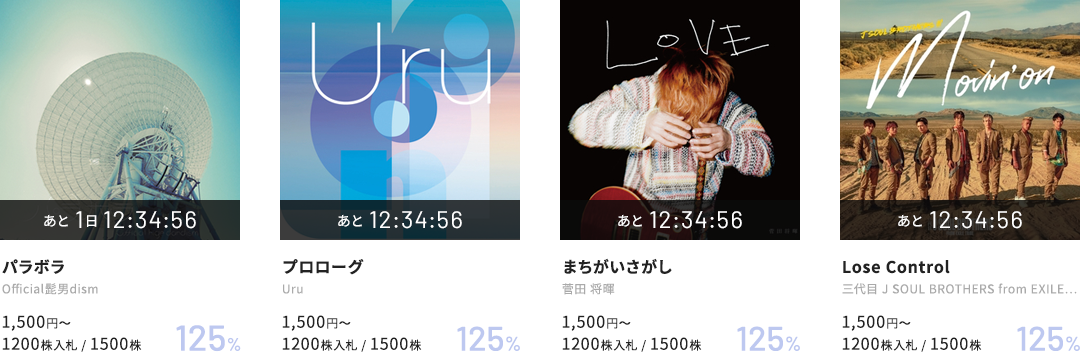 あと 1日 12:34:56
パラボラ
Official髭男dism
1,500円〜
1200株入札 / 1500株
125%
Uru
あと 12:34:56
プロローグ
Uru
1,500円〜
1200株入札 / 1500株
125%
LOVE
あと 12:34:56
まちがいさがし
菅田 将暉
1,500円〜
1200株入札 / 1500株
125%
J SOUL BROTHERS III
Movin' on
あと 12:34:56
Lose Control
三代目 J SOUL BROTHERS from EXILE...
1,500円〜
1200株入札 / 1500株
125%